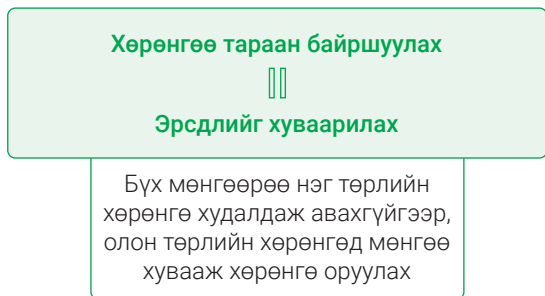 Хөрөнгөө тараан байршуулах
Эрсдлийг хуваарилах
Бүх мөнгөөрөө нэг төрлийн
хөрөнгө худалдаж авахгүйгээр,
олон төрлийн хөрөнгөд мөнгөө
хувааж хөрөнгө оруулах